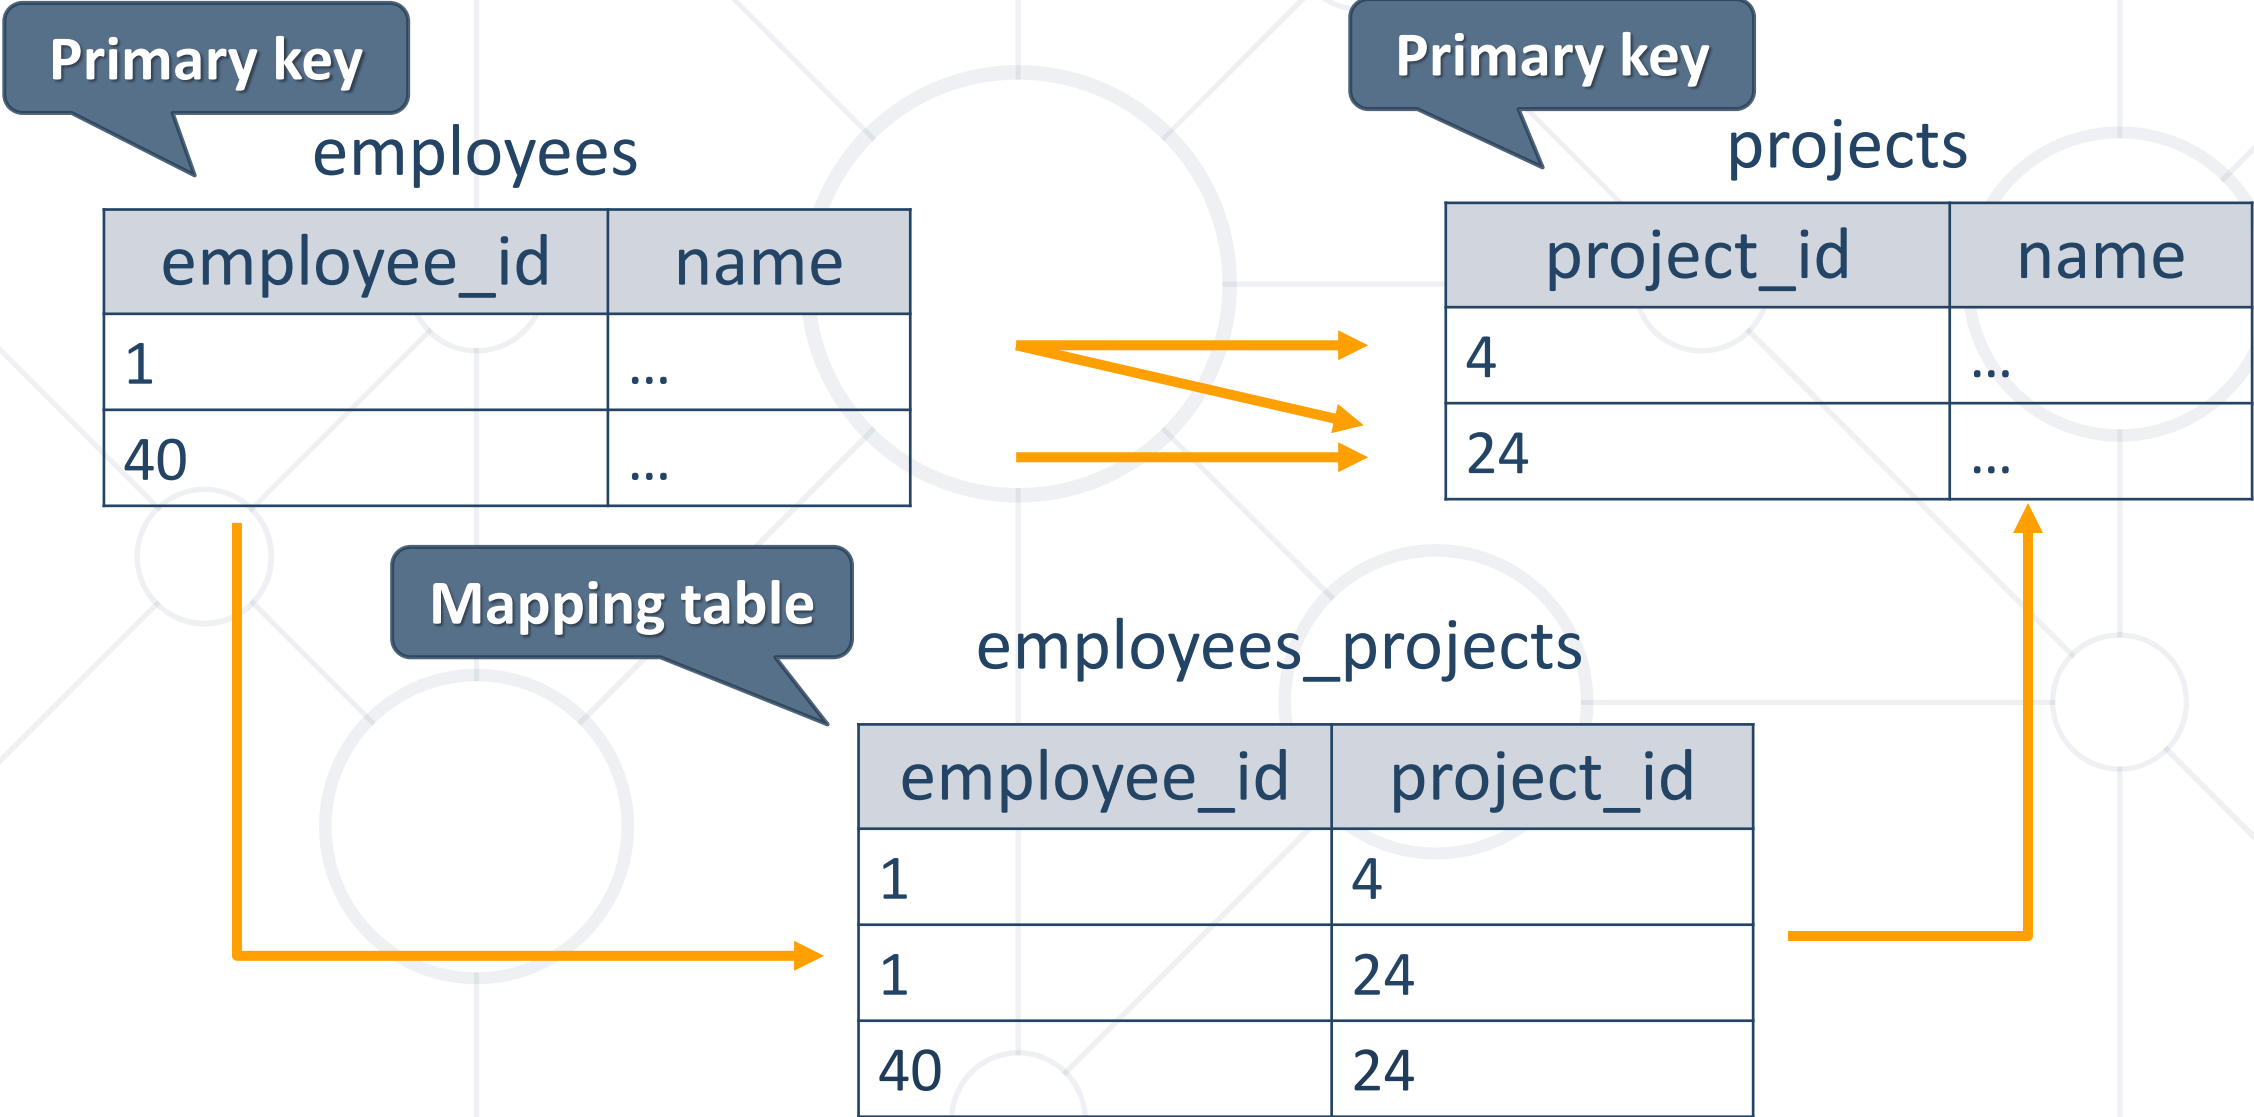 Primary key
Primary key
employees
employee_id name
1 ...
40 ...
projects
project_id name
4 ...
24 ...
Mapping table
employees_projects
employee_id project_id
1 4
1 24
40 24